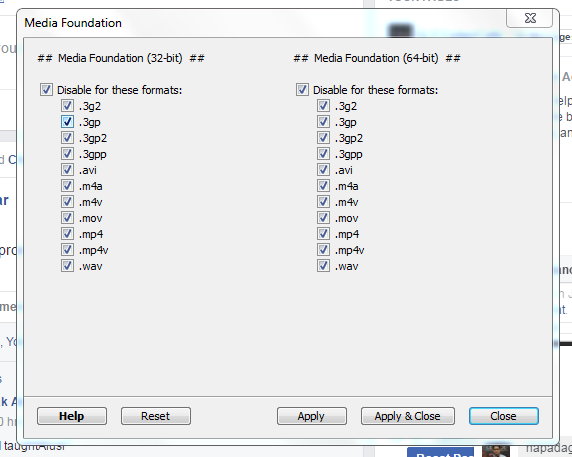 Media Foundation
## Media Foundation (32-bit) ##
## Media Foundation (64-bit) ##
Disable for these formats:
.3g2
.3gp
.3gp2
.3gpp
.avi
.m4a
.m4v
.mov
.mp4
.mp4v
.wav
Disable for these formats:
.3g2
.3gp
.3gp2
.3gpp
.avi
.m4a
.m4v
.mov
.mp4
.mp4v
.wav
Help
Reset
Apply
Apply & Close
Close